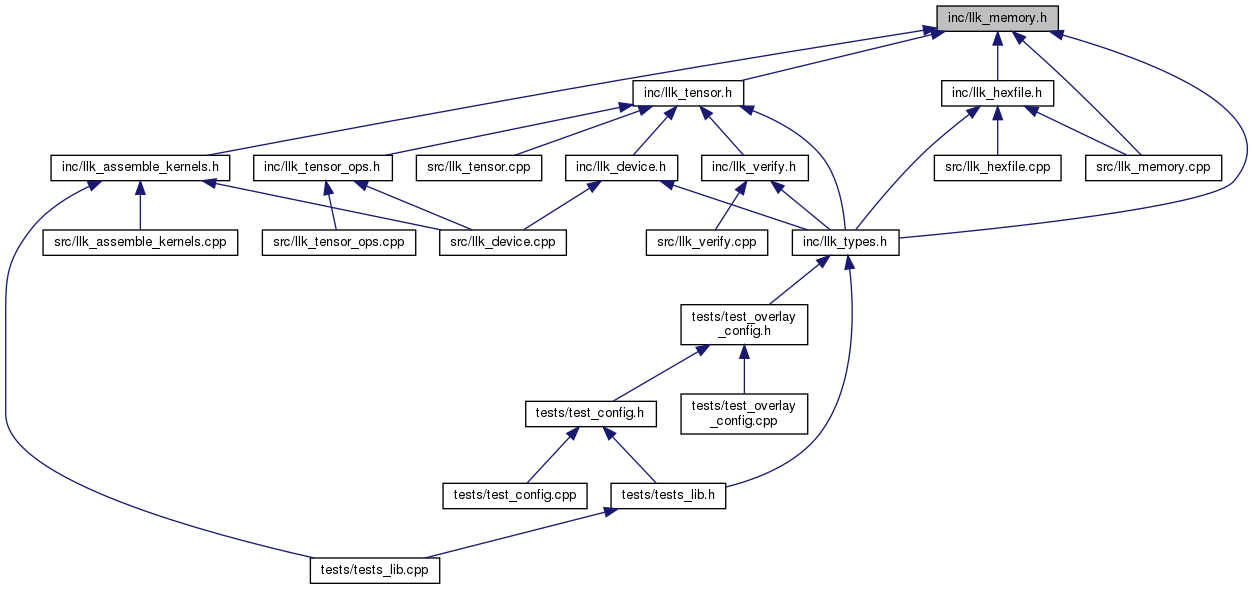 inc/llk_memory.h
inc/llk_tensor.h
inc/llk_hexfile.h
inc/llk_assemble_kernels.h
inc/llk_tensor_ops.h
src/llk_tensor.cpp
inc/llk_device.h
inc/llk_verify.h
src/llk_hexfile.cpp
src/llk_memory.cpp
src/llk_assemble_kernels.cpp
src/llk_tensor_ops.cpp
src/llk_device.cpp
src/llk_verify.cpp
inc/llk_types.h
tests/test_overlay
_config.h
tests/test_config.h
tests/test_overlay
_config.cpp
tests/test_config.cpp
tests/tests_lib.h
tests/tests_lib.cpp